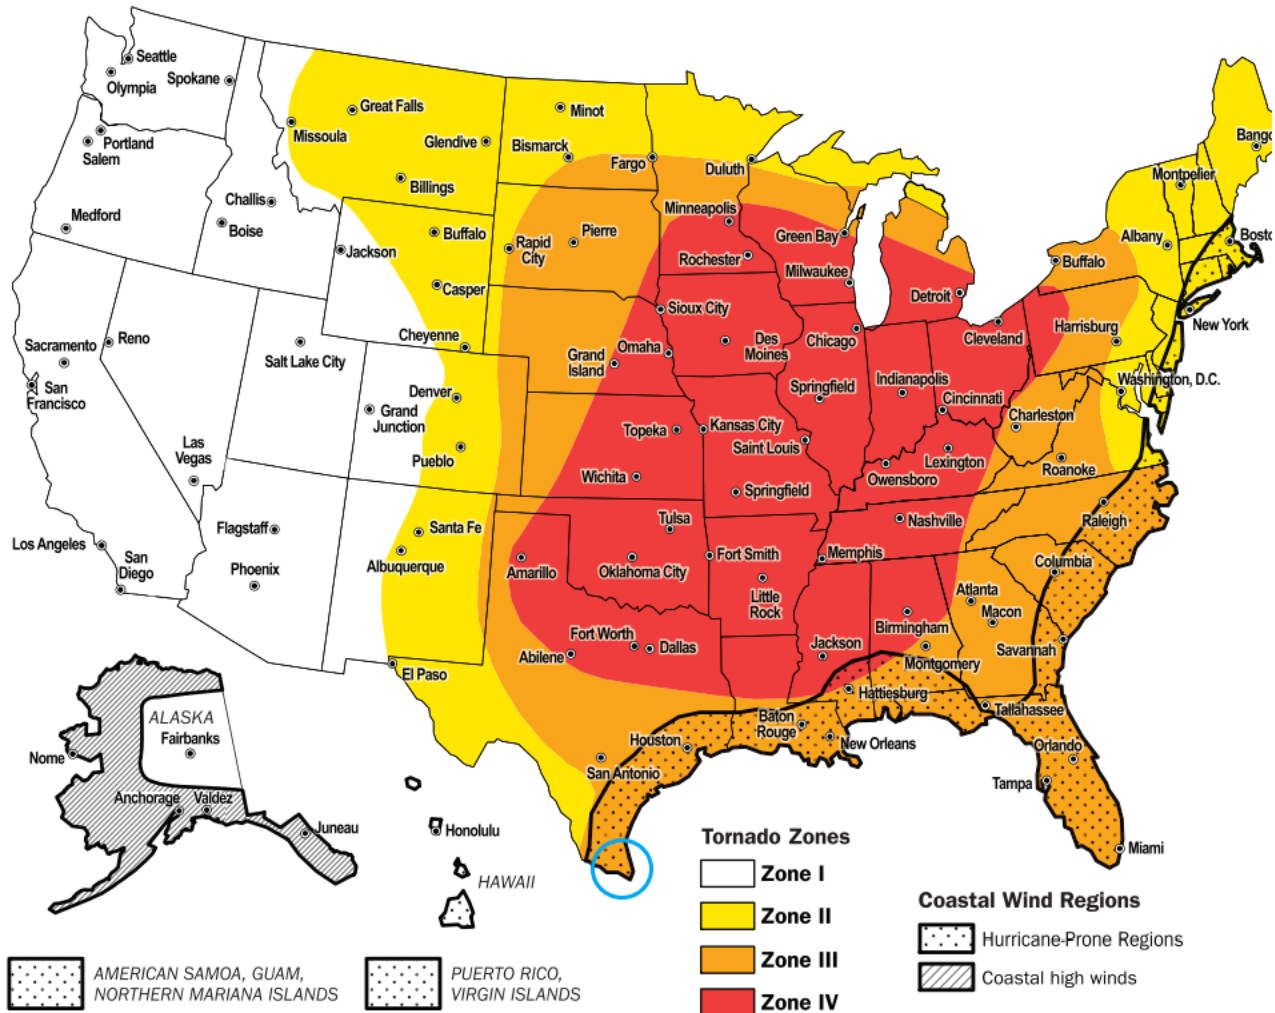 Seattle
Olympia
Spokane
Portland
Salem
Medford
Challis
Boise
Great Falls
Missoula
Glendive
Billings
Minot
Bismarck
Fargo
Duluth
Jackson
Buffalo
Casper
Cheyenne
Rapid
City
Pierre
Minneapolis
Rochester
Green Bay
Milwaukee
Detroit
Sioux City
Omaha
Grand
Island
Des
Moines
Chicago
Cleveland
Buffalo
Albany
Montpelier
Bango
Bosto
New York
Harrisburg
Washington, D.C.
Sacramento
Reno
San
Francisco
Salt Lake City
Las
Vegas
Denver
Grand
Junction
Pueblo
Topeka
Kansas City
Saint Louis
Springfield
Indianapolis
Cincinnati
Charleston
Roanoke
Lexington
Owensboro
Wichita
Springfield
Los Angeles
San
Diego
Flagstaff
Phoenix
Santa Fe
Albuquerque
El Paso
Amarillo
Tulsa
Oklahoma City
Fort Smith
Little
Rock
Memphis
Nashville
Raleigh
Columbia
Atlanta
Macon
Savannah
Birmingham
Montgomery
Jackson
Hattiesburg
Fort Worth
Dallas
Abilene
Houston
San Antonio
Baton
Rouge
New Orleans
Tallahassee
Orlando
Tampa
Miami
ALASKA
Fairbanks
Nome
Anchorage
Valdez
Juneau
Honolulu
HAWAII
AMERICAN SAMOA, GUAM,
NORTHERN MARIANA ISLANDS
PUERTO RICO,
VIRGIN ISLANDS
Tornado Zones
Zone I
Zone II
Zone III
Zone IV
Coastal Wind Regions
Hurricane-Prone Regions
Coastal high winds